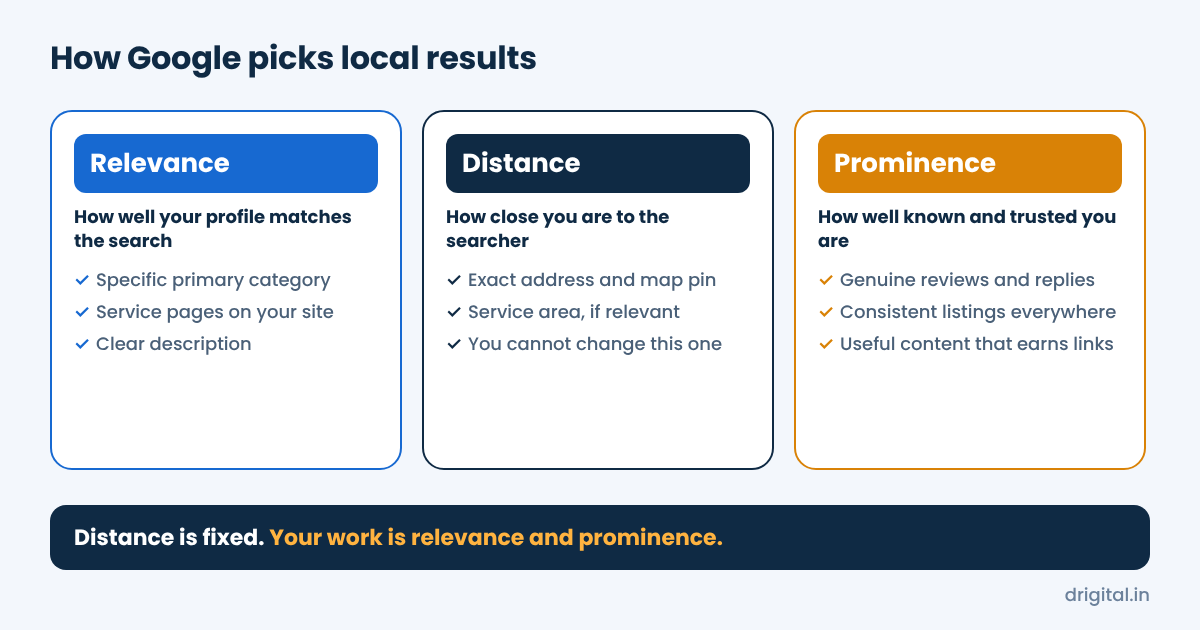 How Google picks local results
Relevance
How well your profile matches
the search
Specific primary category
Service pages on your site
Clear description
Distance
How close you are to the
searcher
Exact address and map pin
Service area, if relevant
You cannot change this one
Prominence
How well known and trusted you
are
Genuine reviews and replies
Consistent listings everywhere
Useful content that earns links
Distance is fixed. Your work is relevance and prominence.
drigital.in